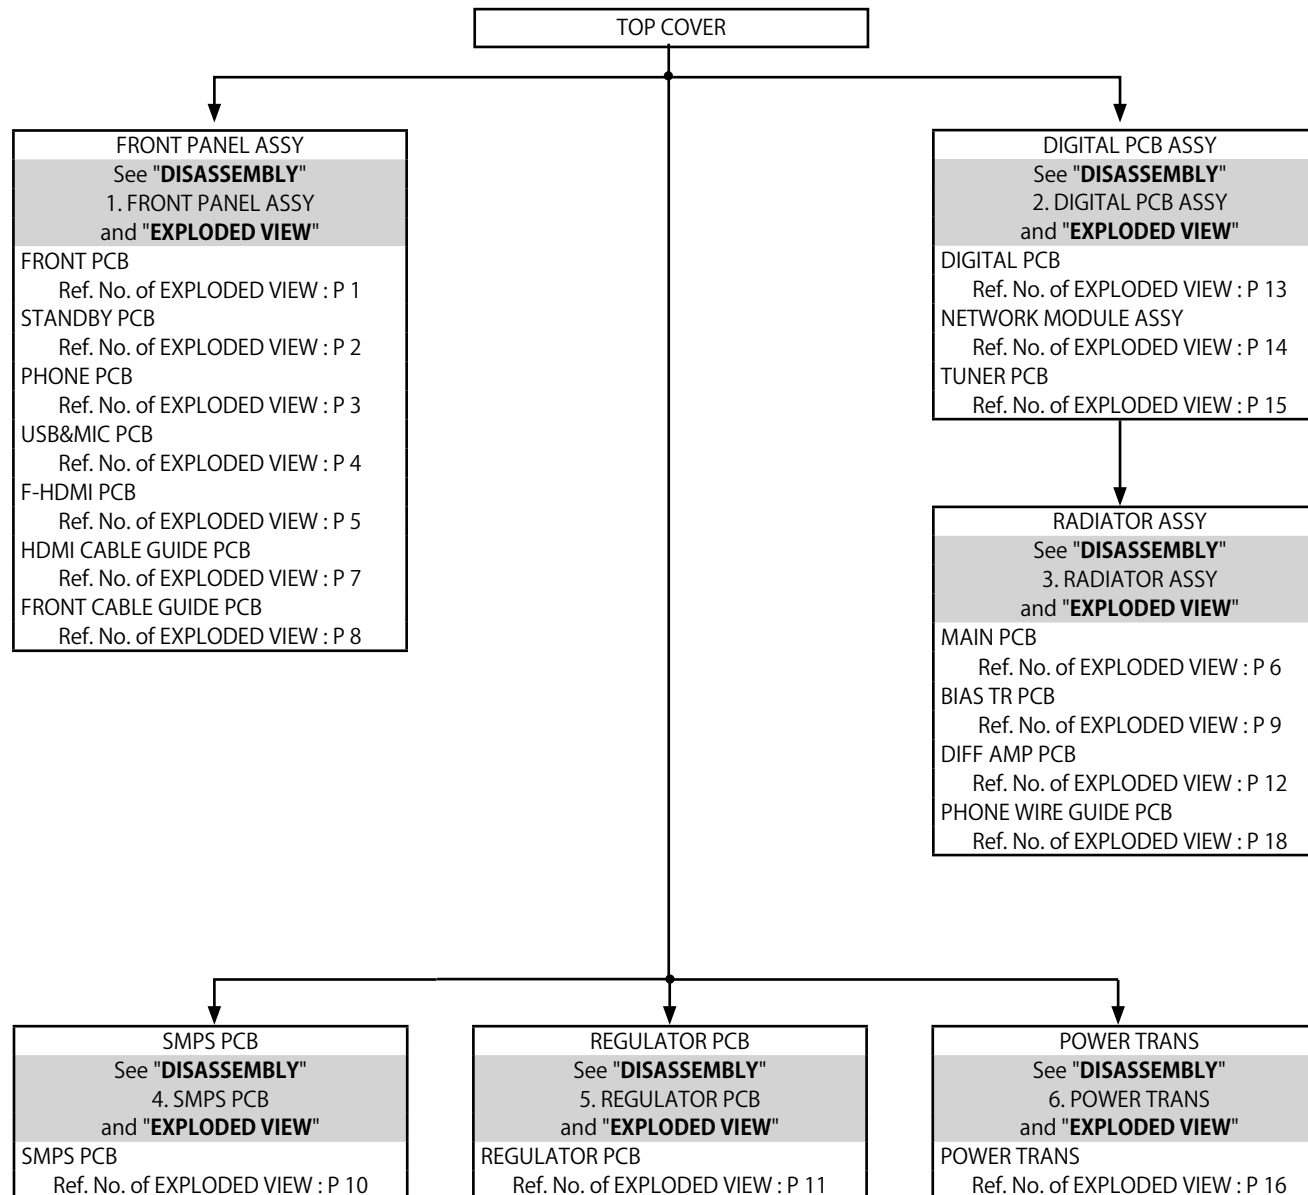 TOP COVER
FRONT PANEL ASSY
See "DISASSEMBLY"
1. FRONT PANEL ASSY
and "EXPLODED VIEW"
FRONT PCB
Ref. No. of EXPLODED VIEW : P 1
STANDBY PCB
Ref. No. of EXPLODED VIEW : P 2
PHONE PCB
Ref. No. of EXPLODED VIEW : P 3
USB&MIC PCB
Ref. No. of EXPLODED VIEW : P 4
F-HDMI PCB
Ref. No. of EXPLODED VIEW : P 5
HDMI CABLE GUIDE PCB
Ref. No. of EXPLODED VIEW : P 7
FRONT CABLE GUIDE PCB
Ref. No. of EXPLODED VIEW : P 8
DIGITAL PCB ASSY
See "DISASSEMBLY"
2. DIGITAL PCB ASSY
and "EXPLODED VIEW"
DIGITAL PCB
Ref. No. of EXPLODED VIEW : P 13
NETWORK MODULE ASSY
Ref. No. of EXPLODED VIEW : P 14
TUNER PCB
Ref. No. of EXPLODED VIEW : P 15
RADIATOR ASSY
See "DISASSEMBLY"
3. RADIATOR ASSY
and "EXPLODED VIEW"
MAIN PCB
Ref. No. of EXPLODED VIEW : P 6
BIAS TR PCB
Ref. No. of EXPLODED VIEW : P 9
DIFF AMP PCB
Ref. No. of EXPLODED VIEW : P 12
PHONE WIRE GUIDE PCB
Ref. No. of EXPLODED VIEW : P 18
SMPS PCB
See "DISASSEMBLY"
4. SMPS PCB
and "EXPLODED VIEW"
SMPS PCB
Ref. No. of EXPLODED VIEW : P 10
REGULATOR PCB
See "DISASSEMBLY"
5. REGULATOR PCB
and "EXPLODED VIEW"
REGULATOR PCB
Ref. No. of EXPLODED VIEW : P 11
POWER TRANS
See "DISASSEMBLY"
6. POWER TRANS
and "EXPLODED VIEW"
POWER TRANS
Ref. No. of EXPLODED VIEW : P 16